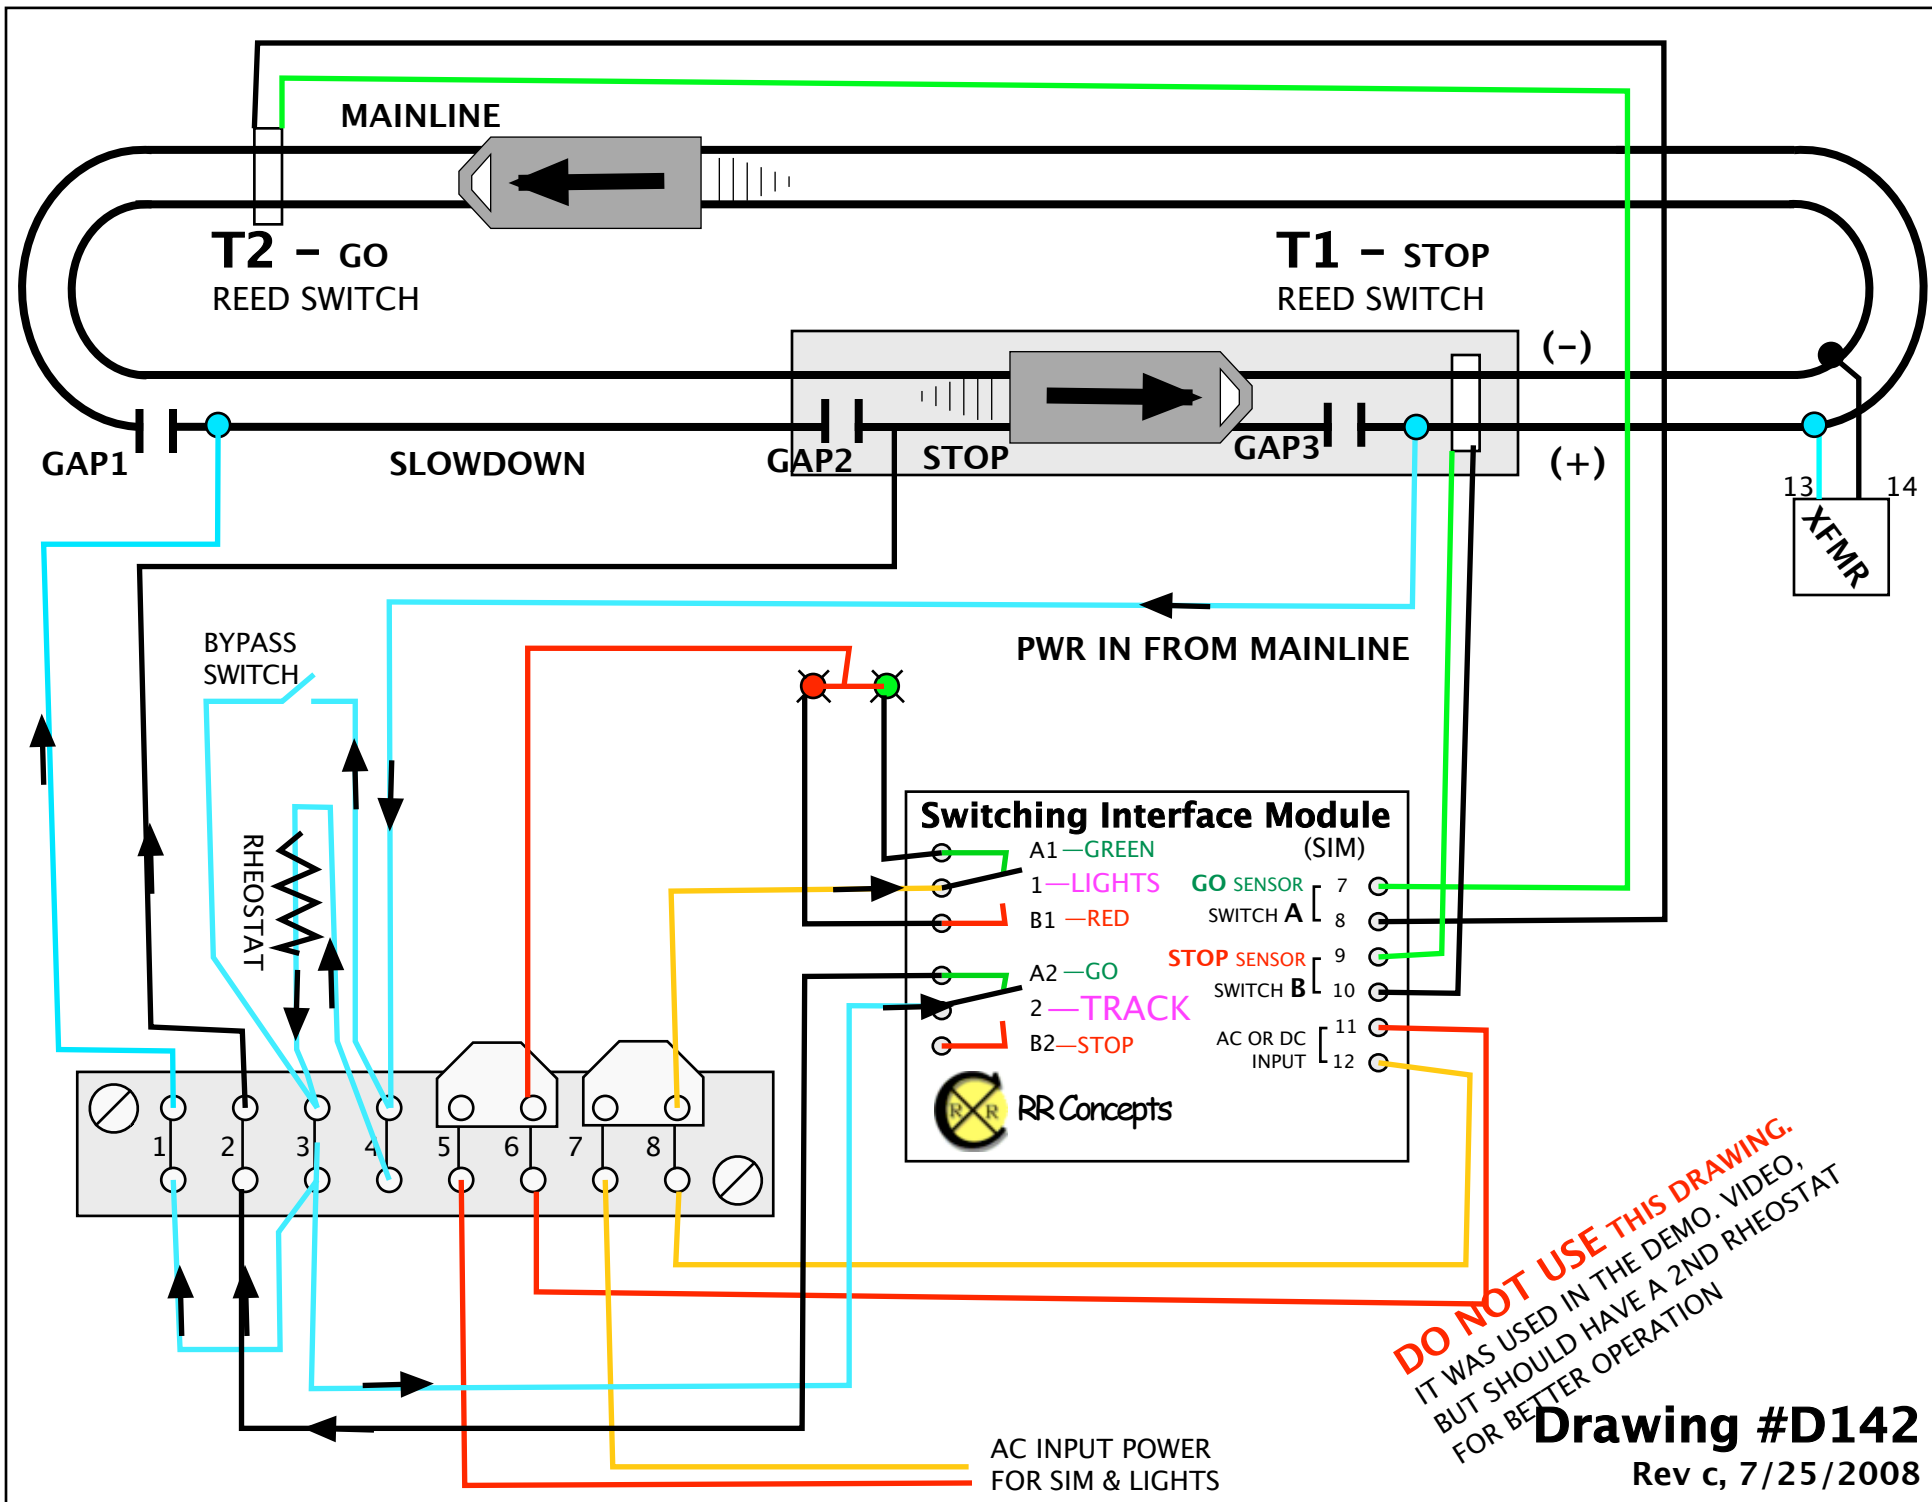 MAINLINE
T2 – GO
REED SWITCH
T1 – STOP
REED SWITCH
(–)
GAP1
SLOWDOWN
GAP2
STOP
GAP3
(+)
13
14
XFMR
BYPASS
SWITCH
PWR IN FROM MAINLINE
RHEOSTAT
Switching Interface Module
(SIM)
A1—GREEN
1—LIGHTS
B1—RED
A2—GO
2—TRACK
B2—STOP
GO SENSOR
SWITCH A
7
8
STOP SENSOR
SWITCH B
9
10
AC OR DC
INPUT
11
12
R R
RR Concepts
1
2
3
4
5
6
7
8
DO NOT USE THIS DRAWING.
IT WAS USED IN THE DEMO. VIDEO,
BUT SHOULD HAVE A 2ND RHEOSTAT
FOR BETTER OPERATION
AC INPUT POWER
FOR SIM & LIGHTS
Drawing #D142
Rev c, 7/25/2008